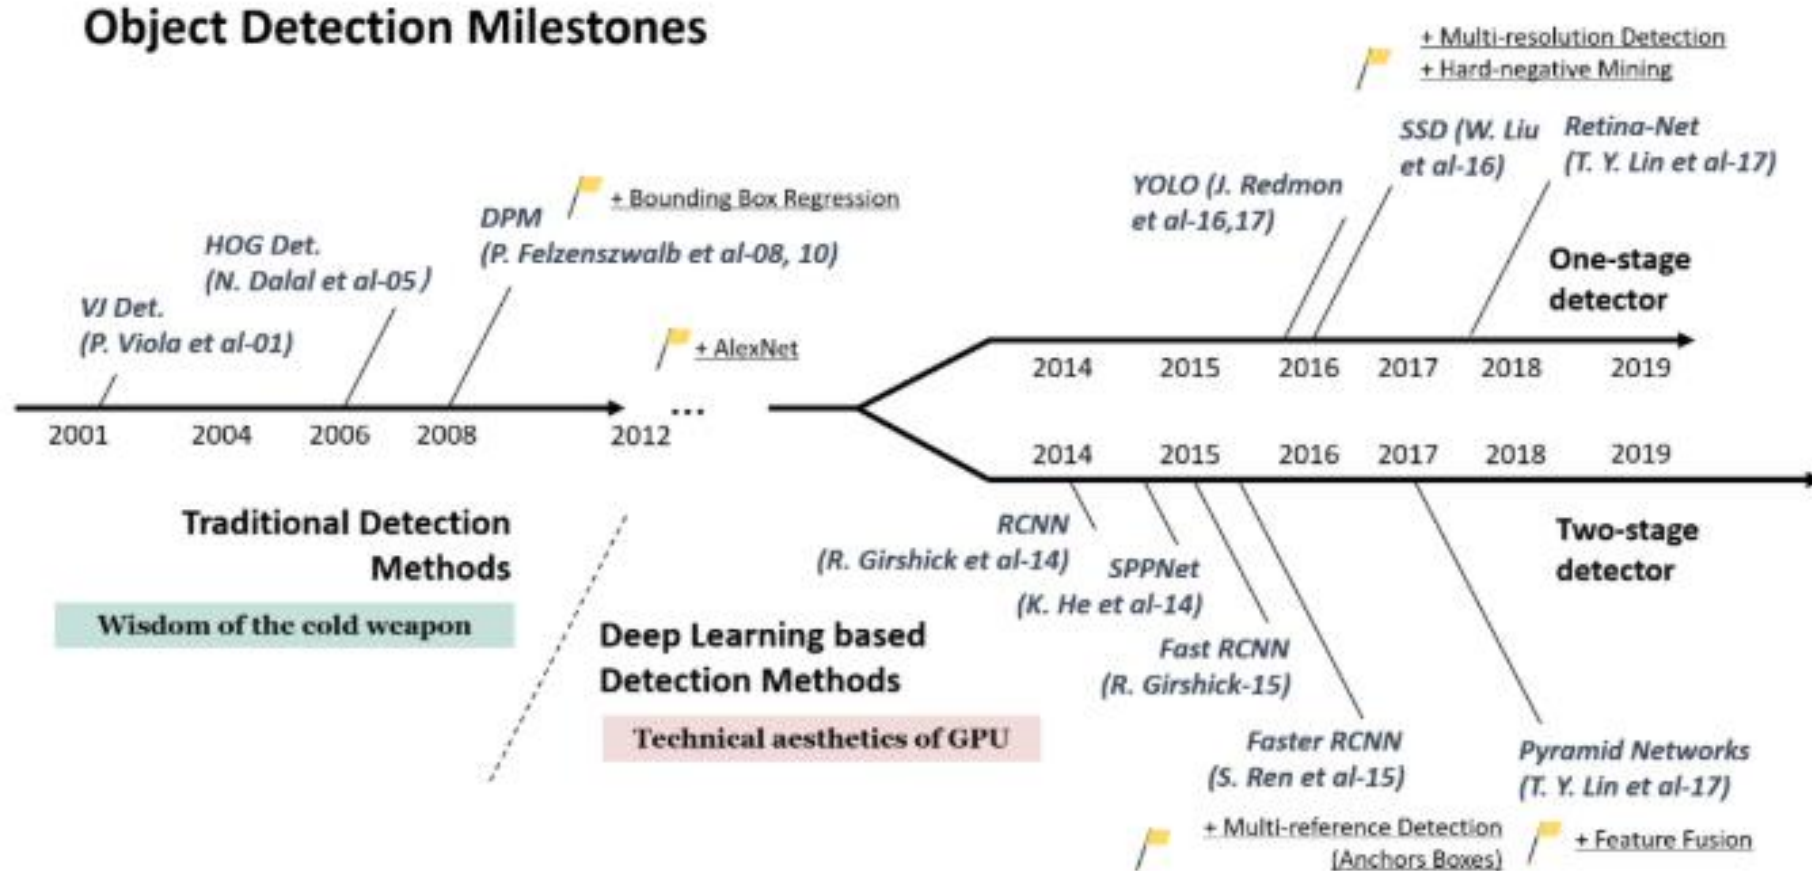 Object Detection Milestones
+ Multi-resolution Detection
+ Hard-negative Mining
SSD (W. Liu
et al-16)
Retina-Net
(T. Y. Lin et al-17)
YOLO (J. Redmon
et al-16,17)
+ Bounding Box Regression
DPM
(P. Felzenszwalb et al-08, 10)
HOG Det.
(N. Dalal et al-05)
VJ Det.
(P. Viola et al-01)
+ AlexNet
One-stage
detector
2014 2015 2016 2017 2018 2019
2001 2004 2006 2008 2012 ...
2014 2015 2016 2017 2018 2019
Traditional Detection
Methods
Wisdom of the cold weapon
Deep Learning based
Detection Methods
Technical aesthetics of GPU
RCNN
(R. Girshick et al-14)
SPPNet
(K. He et al-14)
Fast RCNN
(R. Girshick-15)
Faster RCNN
(S. Ren et al-15)
+ Multi-reference Detection
(Anchors Boxes)
Two-stage
detector
Pyramid Networks
(T. Y. Lin et al-17)
+ Feature Fusion